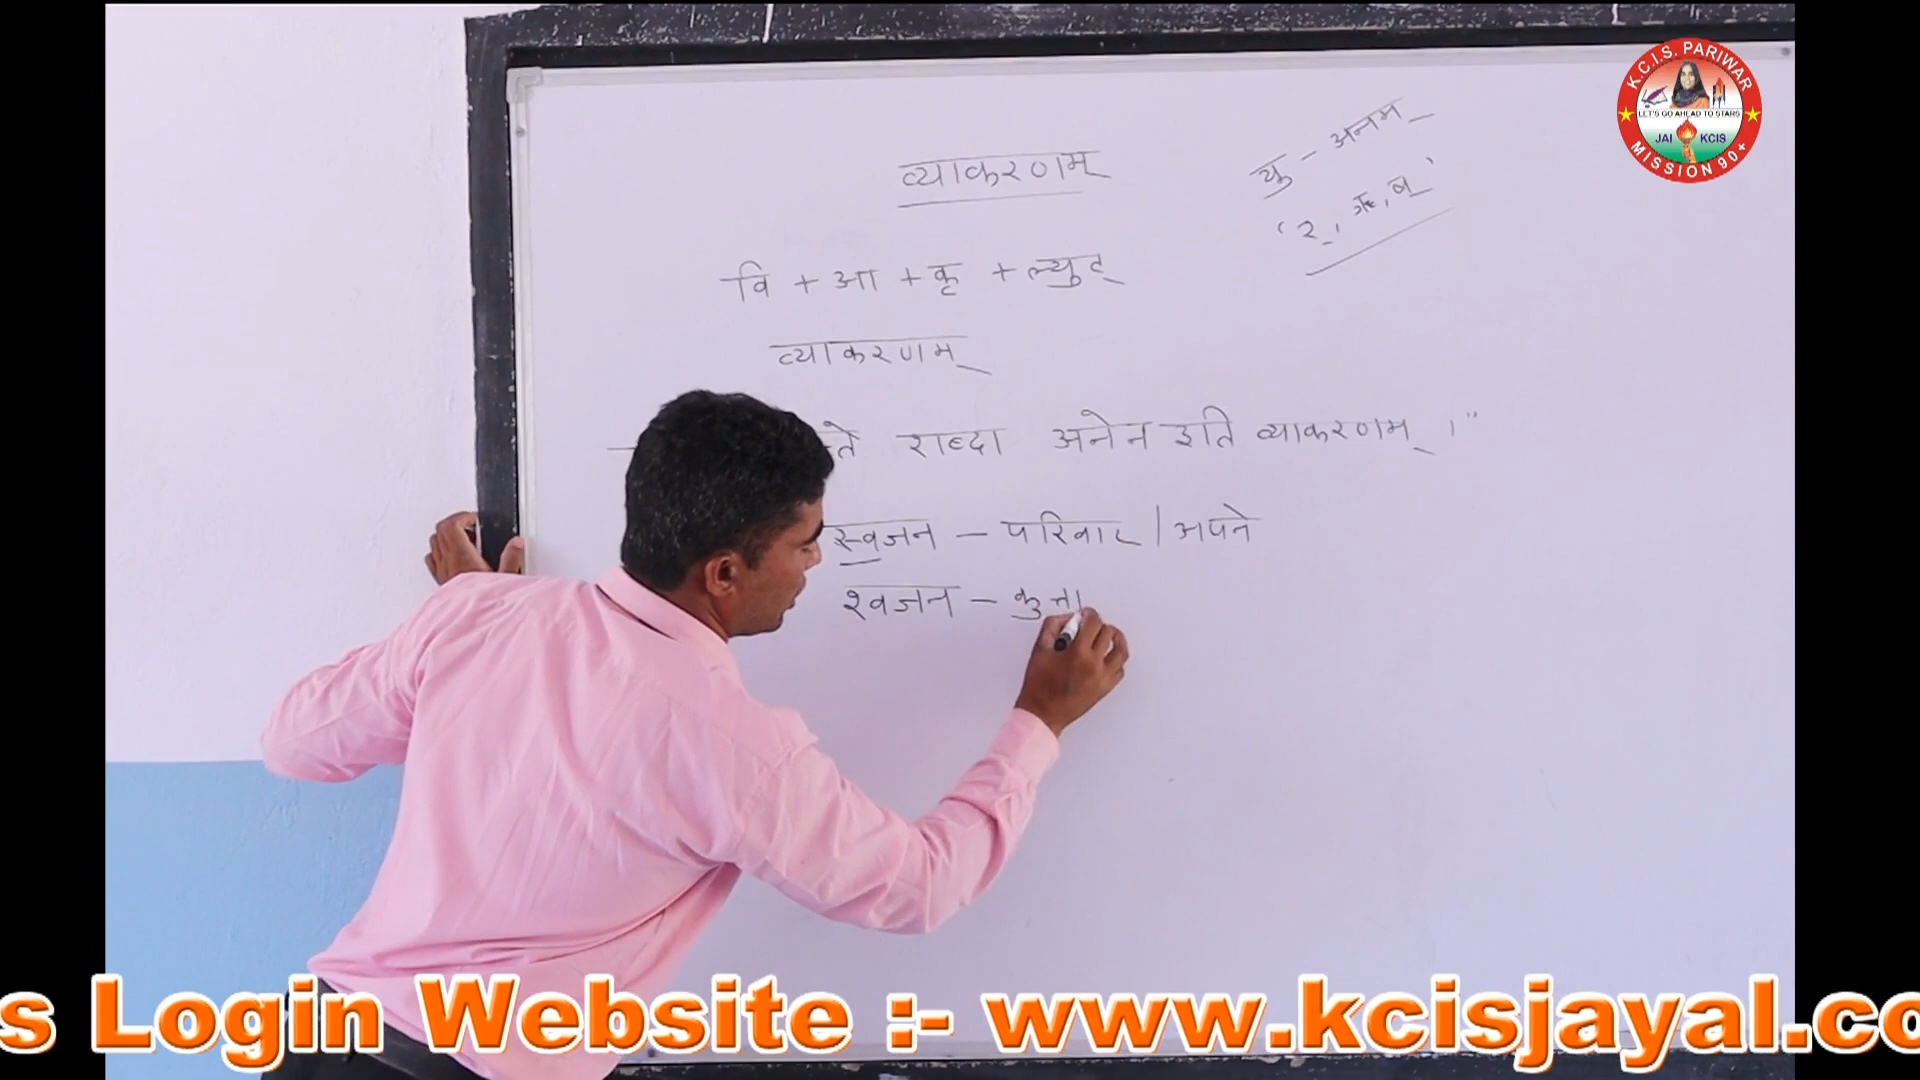 व्याकरणम्
यु - अनम्
'र्, ऋ, ब्'
वि + आ + कृ + ल्युट्
व्याकरणम्
ते शब्दा अनेन इति व्याकरणम् ।"
स्वजन - परिवार / अपने
श्वजन - कुत्ता
K.C.I.S. PARIWAR
LET'S GO AHEAD TO STARS
JAI KCIS
MISSION 90+
s Login Website :- www.kcisjayal.co